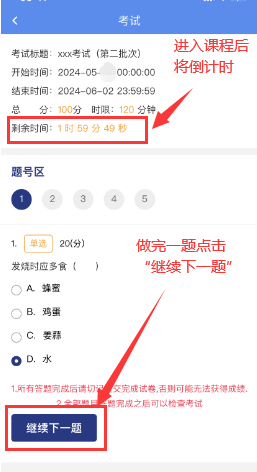 考试
考试标题：xxx考试（第二批次）
开始时间：2024-05- 00:00:00
结束时间：2024-06-02 23:59:59
总 分：100分 时限：120 分钟
剩余时间：1 时 59 分 49 秒
进入课程后
将倒计时
题号区
1 2 3 4 5
1. 单选 20(分)
发烧时应多食（ ）
A. 蜂蜜
B. 鸡蛋
C. 姜蒜
D. 水
做完一题点击
“继续下一题”
1.所有答题完成后请切记 交完成试卷,否则可能无法获得成绩.
2.全部题目 题完成之后可以检查考试
继续下一题